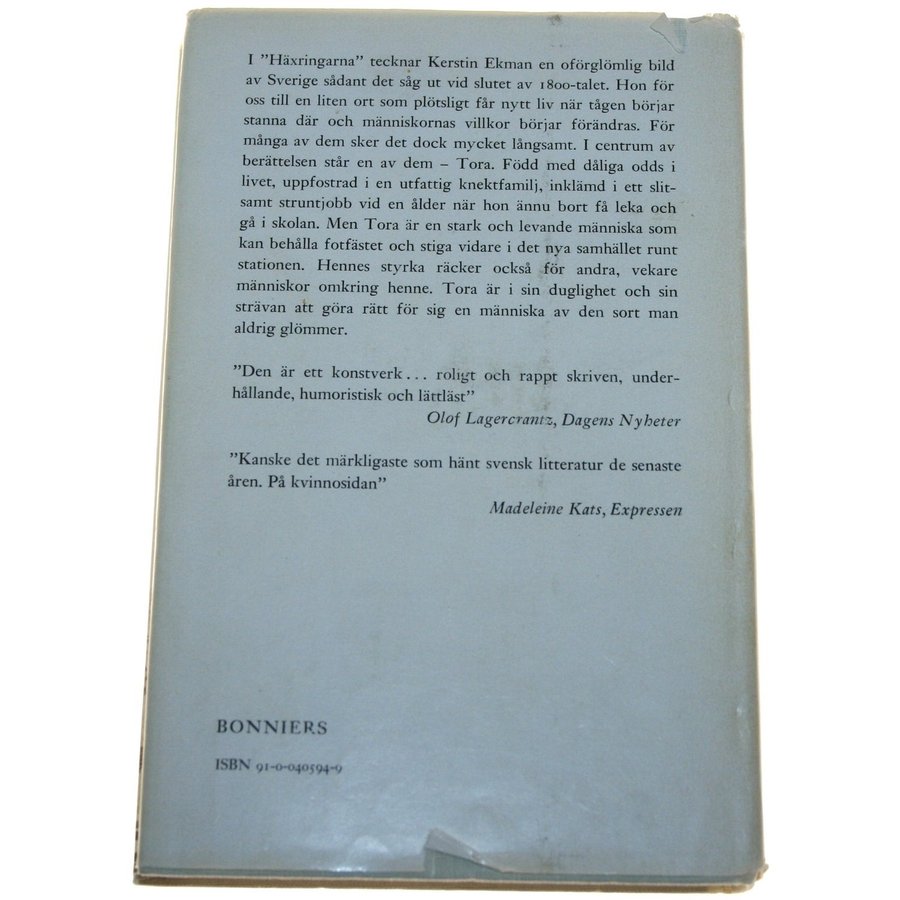 I ”Häxringarna” tecknar Kerstin Ekman en oförglömlig bild
av Sverige sådant det såg ut vid slutet av 1800-talet. Hon för
oss till en liten ort som plötsligt får nytt liv när tågen börjar
stanna där och människornas villkor börjar förändras. För
många av dem sker det dock mycket långsamt. I centrum av
berättelsen står en av dem – Tora. Född med dåliga odds i
livet, uppfostrad i en utfattig knektfamilj, inklämd i ett slit-
samt struntjobb vid en ålder när hon ännu bort få leka och
gå i skolan. Men Tora är en stark och levande människa som
kan behålla fotfästet och stiga vidare i det nya samhället runt
stationen. Hennes styrka räcker också för andra, vekare
människor omkring henne. Tora är i sin duglighet och sin
strävan att göra rätt för sig en människa av den sort man
aldrig glömmer.
”Den är ett konstverk... roligt och rappt skriven, under-
hållande, humoristisk och lättläst”
Olof Lagercrantz, Dagens Nyheter
”Kanske det märkligaste som hänt svensk litteratur de senaste
åren. På kvinnosidan”
Madeleine Kats, Expressen
BONNIERS
ISBN 91-0-040594-9